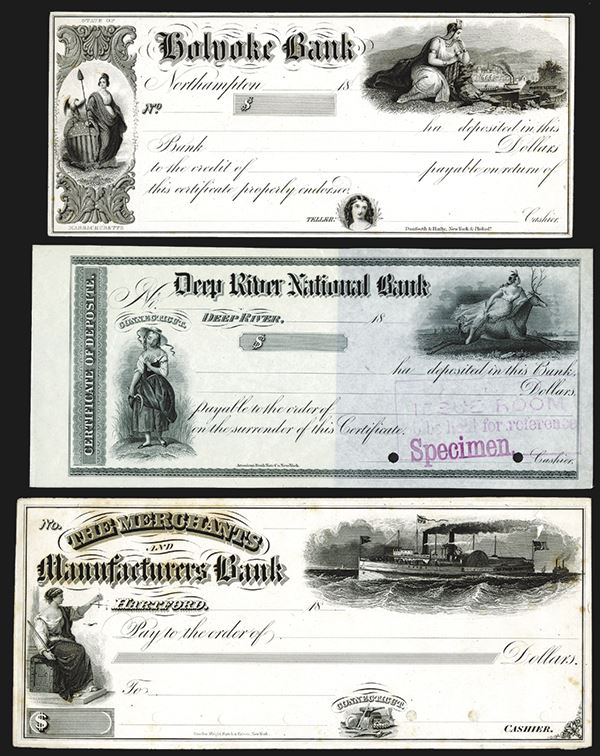 STATE OF
Holyoke Bank
Northampton 18
No $
ha deposited in this
Bank Dollars
to the credit of payable on return of
this certificate properly endorsed.
TELLER. Cashier.
MASSACHUSETTS
Danforth & Hufty, New York & Philada
CERTIFICATE OF DEPOSITE.
No.
Deep River National Bank
CONNECTICUT. DEEP RIVER, 18
$
ha deposited in this Bank,
Dollars.
payable to the order of
on the surrender of this Certificate.
ROOM
to be held for reference
Specimen.
Cashier.
American Bank Note Co. New York.
No.
THE MERCHANTS
AND
Manufacturers Bank
HARTFORD. 18
Pay to the order of
Dollars.
To
CONNECTICUT.
$
CASHIER.